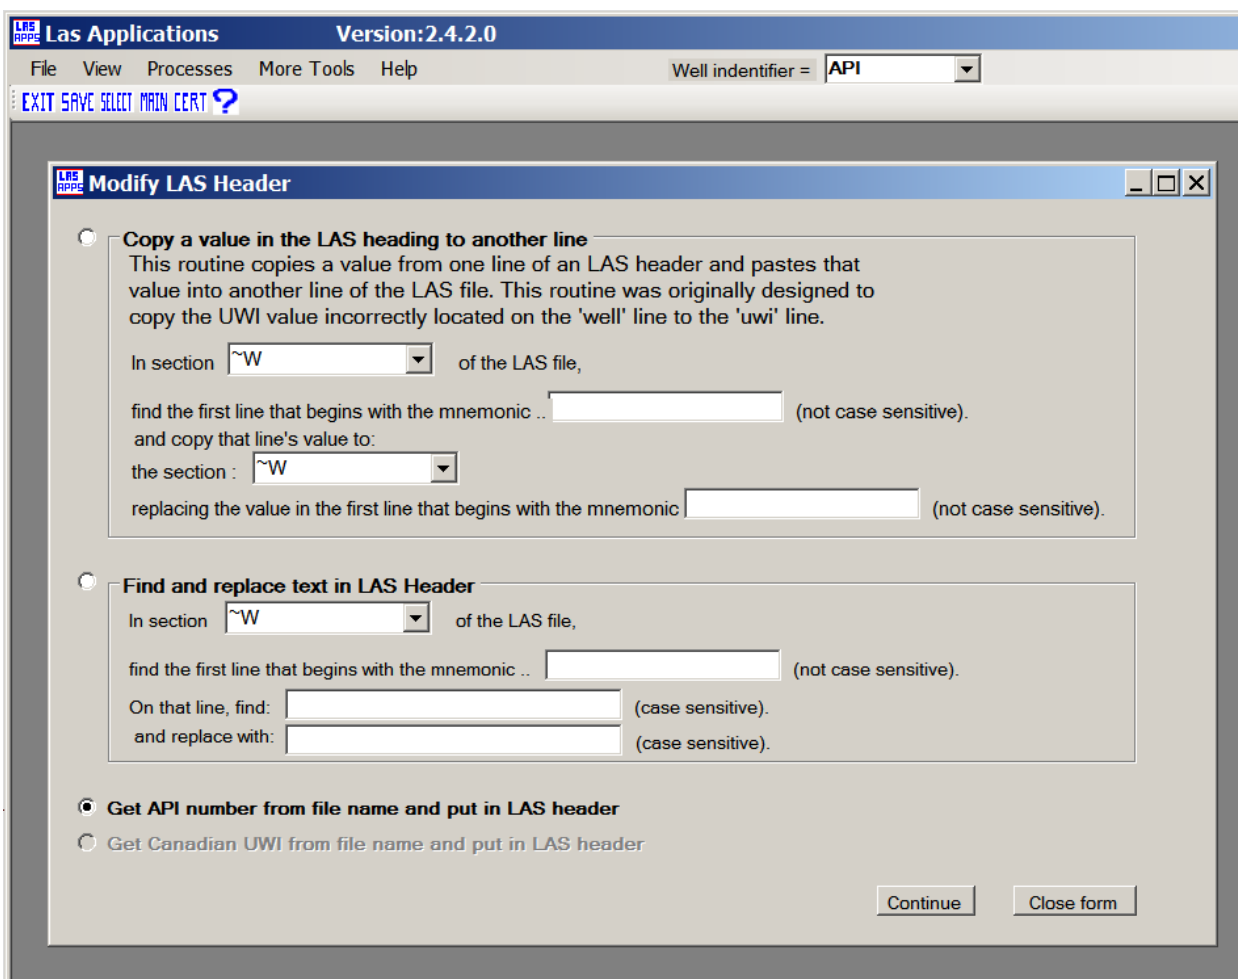 LAS APPS Las Applications Version:2.4.2.0
File View Processes More Tools Help Well indentifier = API
EXIT SAVE SELECT MAIN CERT ?
LAS APPS Modify LAS Header
Copy a value in the LAS heading to another line
This routine copies a value from one line of an LAS header and pastes that
value into another line of the LAS file. This routine was originally designed to
copy the UWI value incorrectly located on the 'well' line to the 'uwi' line.
In section ~W of the LAS file,
find the first line that begins with the mnemonic .. (not case sensitive).
and copy that line's value to:
the section : ~W
replacing the value in the first line that begins with the mnemonic (not case sensitive).
Find and replace text in LAS Header
In section ~W of the LAS file,
find the first line that begins with the mnemonic .. (not case sensitive).
On that line, find: (case sensitive).
and replace with: (case sensitive).
Get API number from file name and put in LAS header
Get Canadian UWI from file name and put in LAS header
Continue Close form